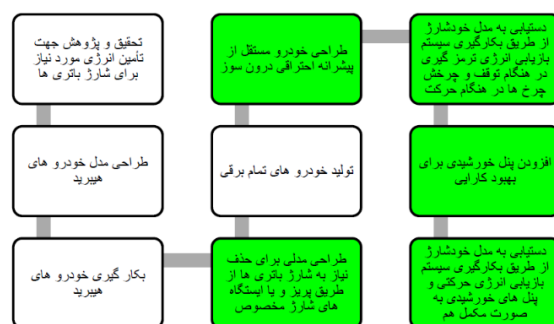 تحقیق و پژوهش جهت
تأمین انرژی مورد نیاز
برای شارژ باتری ها
طراحی مدل خودرو های
هیبرید
بکار گیری خودرو های
هیبرید
طراحی مدلی برای حذف
نیاز به شارژ باتری ها از
طریق پریز و یا ایستگاه
های شارژ مخصوص
تولید خودرو های تمام برقی
طراحی خودرو مستقل از
پیشرانه احتراقی درون سوز
دستیابی به مدل خودشارژ
از طریق بکارگیری سیستم
بازیابی انرژی ترمز گیری
در هنگام توقف و چرخش
چرخ ها در هنگام حرکت
افزودن پنل خورشیدی برای
بهبود کارایی
دستیابی به مدل خودشارژ
از طریق بکارگیری سیستم
بازیابی انرژی حرکتی و
پنل های خورشیدی به
صورت مکمل هم